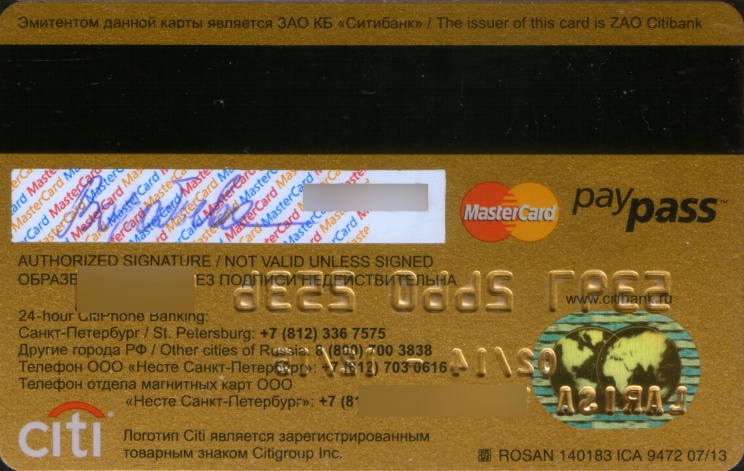 Эмитентом данной карты является ЗАО КБ «Ситибанк» / The issuer of this card is ZAO Citibank
MasterCard
paypass™
AUTHORIZED SIGNATURE / NOT VALID UNLESS SIGNED
ПОДПИСИ НЕДЕЙСТВИТЕЛЬНА
www.citibank.ru
24-hour CitiPhone Banking:
Санкт-Петербург / St. Petersburg: +7 (812) 336 7575
Другие города РФ / Other cities of Russia: 8 (800) 700 3838
Телефон ООО «Несте Санкт-Петербург»: +7 (812) 703 0616
Телефон отдела магнитных карт ООО
«Несте Санкт-Петербург»: +7 (81
LARISA
citi
Логотип Citi является зарегистрированным
товарным знаком Citigroup Inc.
ROSAN 140183 ICA 9472 07/13